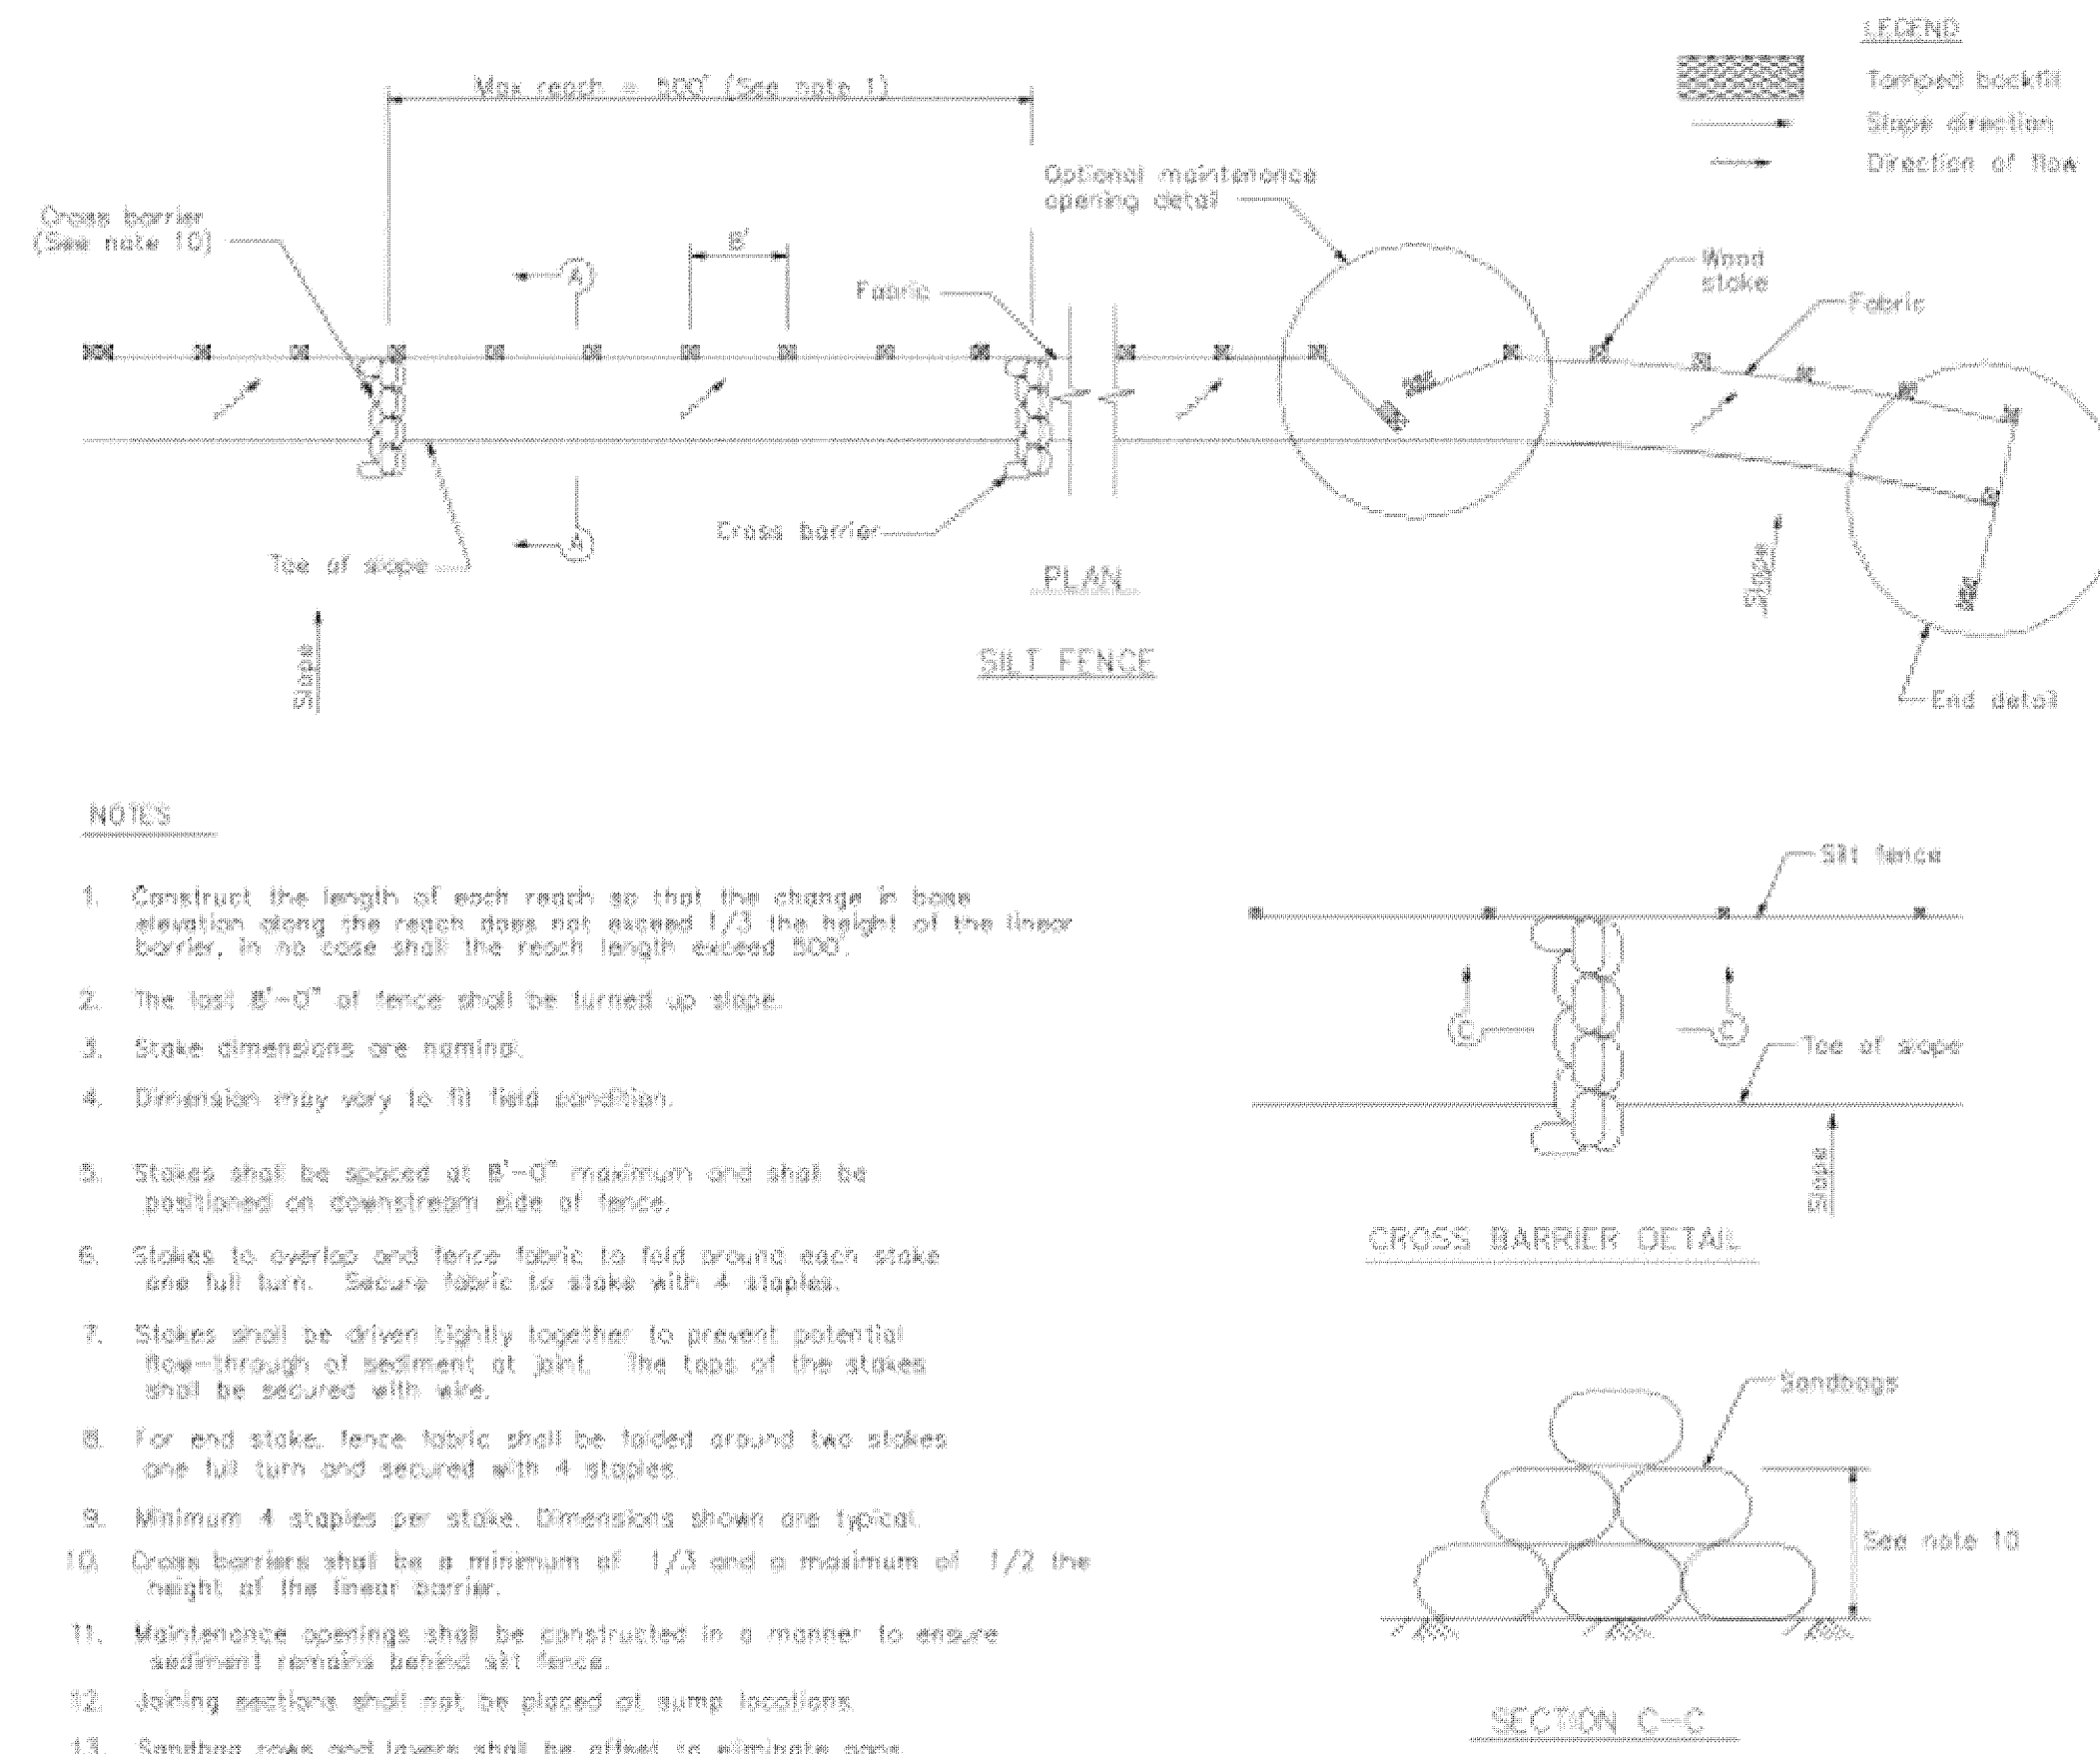 LEGEND
Tamped backfill
Slope direction
Direction of flow
Max reach = 500' (See note 1)
Optional maintenance
opening detail
Cross barrier
(See note 10)
8'
A
Fabric
Wood
stake
Fabric
Cross barrier
A
Toe of slope
PLAN
Slope
Slope
SILT FENCE
End detail
NOTES
1. Construct the length of each reach so that the change in base
elevation along the reach does not exceed 1/3 the height of the linear
barrier, in no case shall the reach length exceed 500'.
2. The last 8'-0" of fence shall be turned up slope.
3. Stake dimensions are nominal.
4. Dimension may vary to fit field condition.
5. Stakes shall be spaced at 8'-0" maximum and shall be
positioned on downstream side of fence.
6. Stakes to overlap and fence fabric to fold around each stake
one full turn. Secure fabric to stake with 4 staples.
7. Stakes shall be driven tightly together to prevent potential
flow-through of sediment at joint. The tops of the stakes
shall be secured with wire.
8. For end stake, fence fabric shall be folded around two stakes
one full turn and secured with 4 staples.
9. Minimum 4 staples per stake. Dimensions shown are typical.
10. Cross barriers shall be a minimum of 1/3 and a maximum of 1/2 the
height of the linear barrier.
11. Maintenance openings shall be constructed in a manner to ensure
sediment remains behind silt fence.
12. Joining sections shall not be placed at sump locations.
13. Sandbag rows and layers shall be offset to eliminate gaps.
Silt fence
C
C
Toe of slope
Slope
CROSS BARRIER DETAIL
Sandbags
See note 10
SECTION C-C